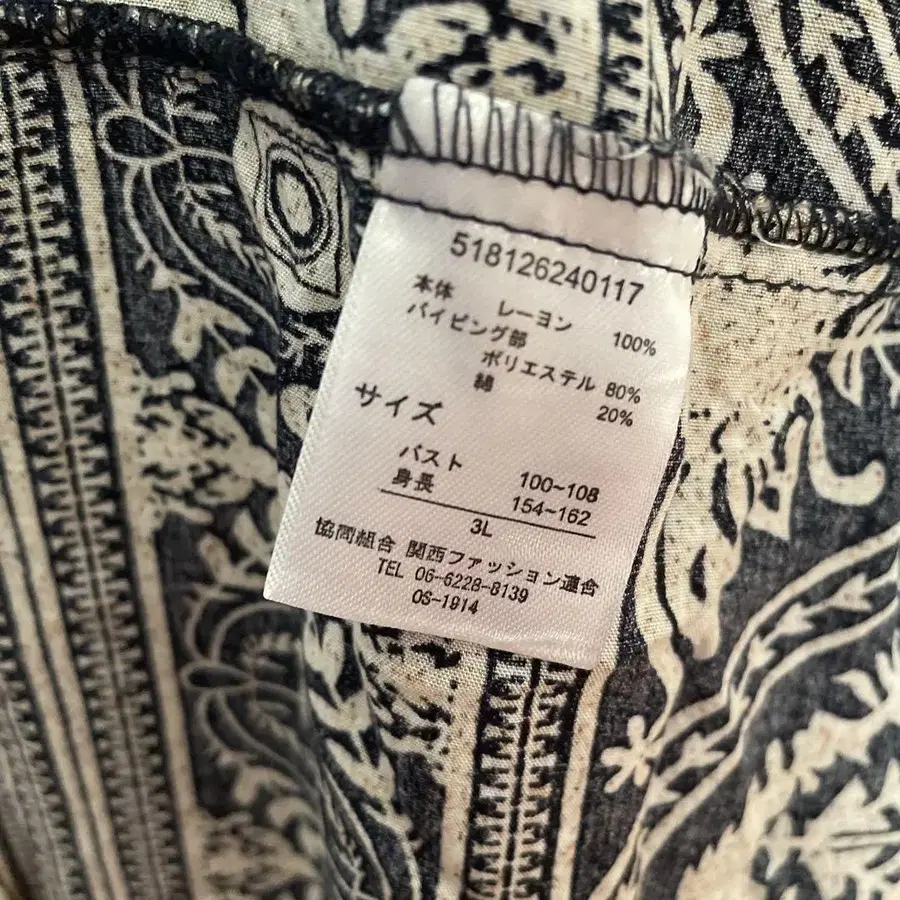 518126240117
本体 レーヨン 100%
パイピング部
ポリエステル 80%
綿 20%
サイズ
バスト 100~108
身長 154~162
3L
協同組合 関西ファッション連合
TEL 06-6228-8139
OS-1914